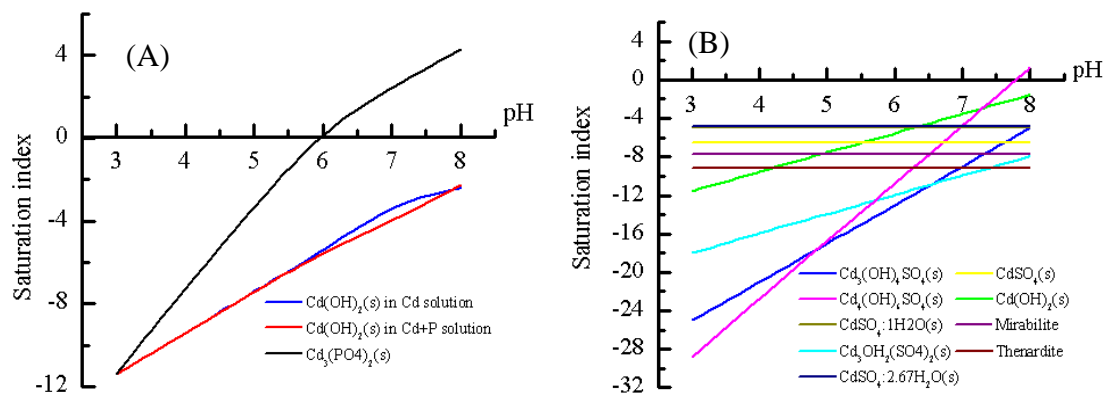 (A)
4
0
-4
-8
-12
Saturation index
3 4 5 6 7 8
pH
Cd(OH)₂(s) in Cd solution
Cd(OH)₂(s) in Cd+P solution
Cd₃(PO4)₂(s)
(B)
4
0
-4
-8
-12
-16
-20
-24
-28
-32
Saturation index
3 4 5 6 7 8
pH
Cd₃(OH)₄SO₄(s)
Cd₄(OH)₆SO₄(s)
CdSO₄:1H2O(s)
Cd₃OH₂(SO4)₂(s)
CdSO₄:2.67H₂O(s)
CdSO₄(s)
Cd(OH)₂(s)
Mirabilite
Thenardite